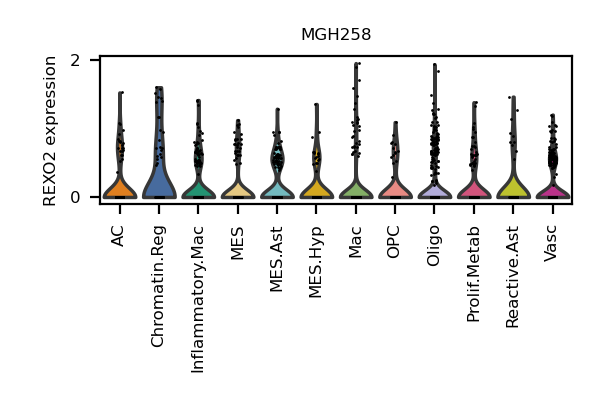 MGH258
REXO2 expression
2
0
AC
Chromatin.Reg
Inflammatory.Mac
MES
MES.Ast
MES.Hyp
Mac
OPC
Oligo
Prolif.Metab
Reactive.Ast
Vasc